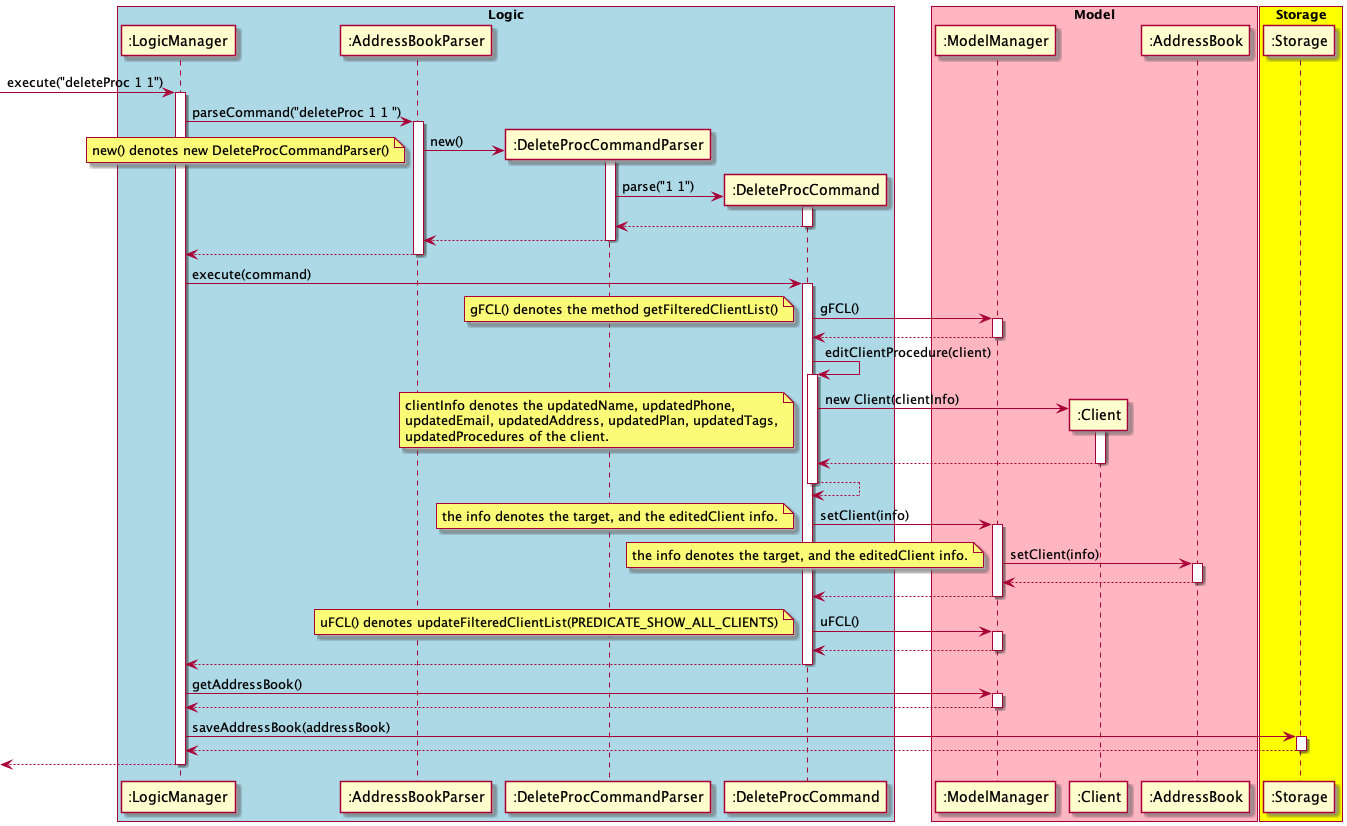 Logic
Model
Storage
:LogicManager
:AddressBookParser
:ModelManager
:AddressBook
:Storage
execute("deleteProc 1 1")
parseCommand("deleteProc 1 1 ")
new() denotes new DeleteProcCommandParser()
new()
:DeleteProcCommandParser
parse("1 1")
:DeleteProcCommand
execute(command)
gFCL() denotes the method getFilteredClientList()
gFCL()
editClientProcedure(client)
clientInfo denotes the updatedName, updatedPhone,
updatedEmail, updatedAddress, updatedPlan, updatedTags,
updatedProcedures of the client.
new Client(clientInfo)
:Client
the info denotes the target, and the editedClient info.
setClient(info)
the info denotes the target, and the editedClient info.
setClient(info)
uFCL() denotes updateFilteredClientList(PREDICATE_SHOW_ALL_CLIENTS)
uFCL()
getAddressBook()
saveAddressBook(addressBook)
:LogicManager
:AddressBookParser
:DeleteProcCommandParser
:DeleteProcCommand
:ModelManager
:Client
:AddressBook
:Storage